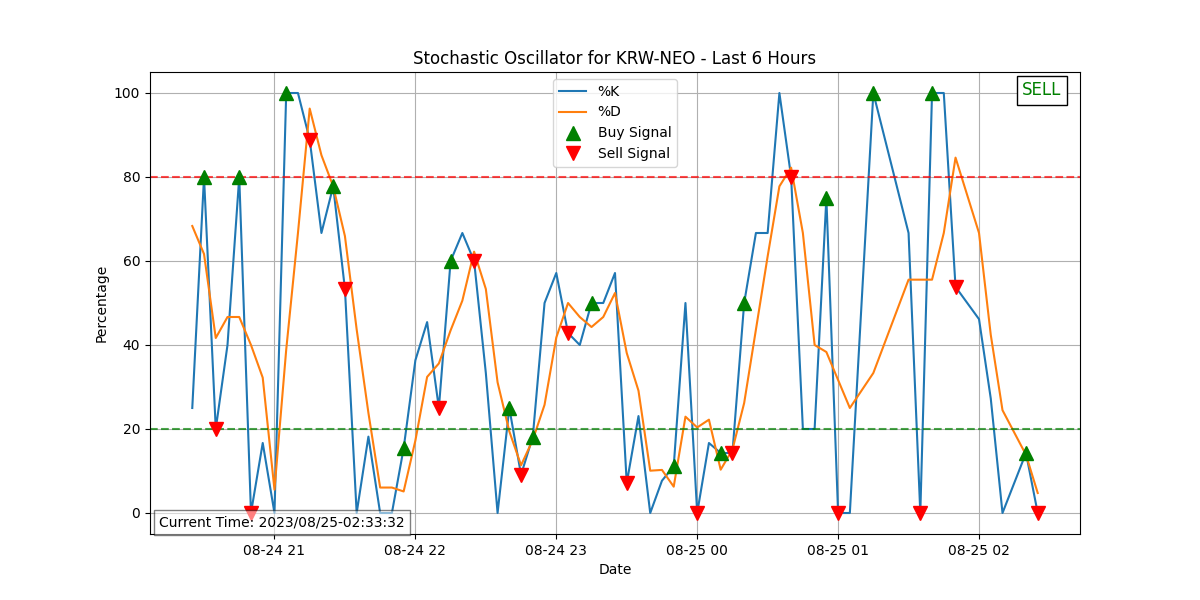 Stochastic Oscillator for KRW-NEO - Last 6 Hours
SELL
%K
%D
Buy Signal
Sell Signal
100
80
60
40
20
0
Percentage
Current Time: 2023/08/25-02:33:32
08-24 21
08-24 22
08-24 23
08-25 00
08-25 01
08-25 02
Date